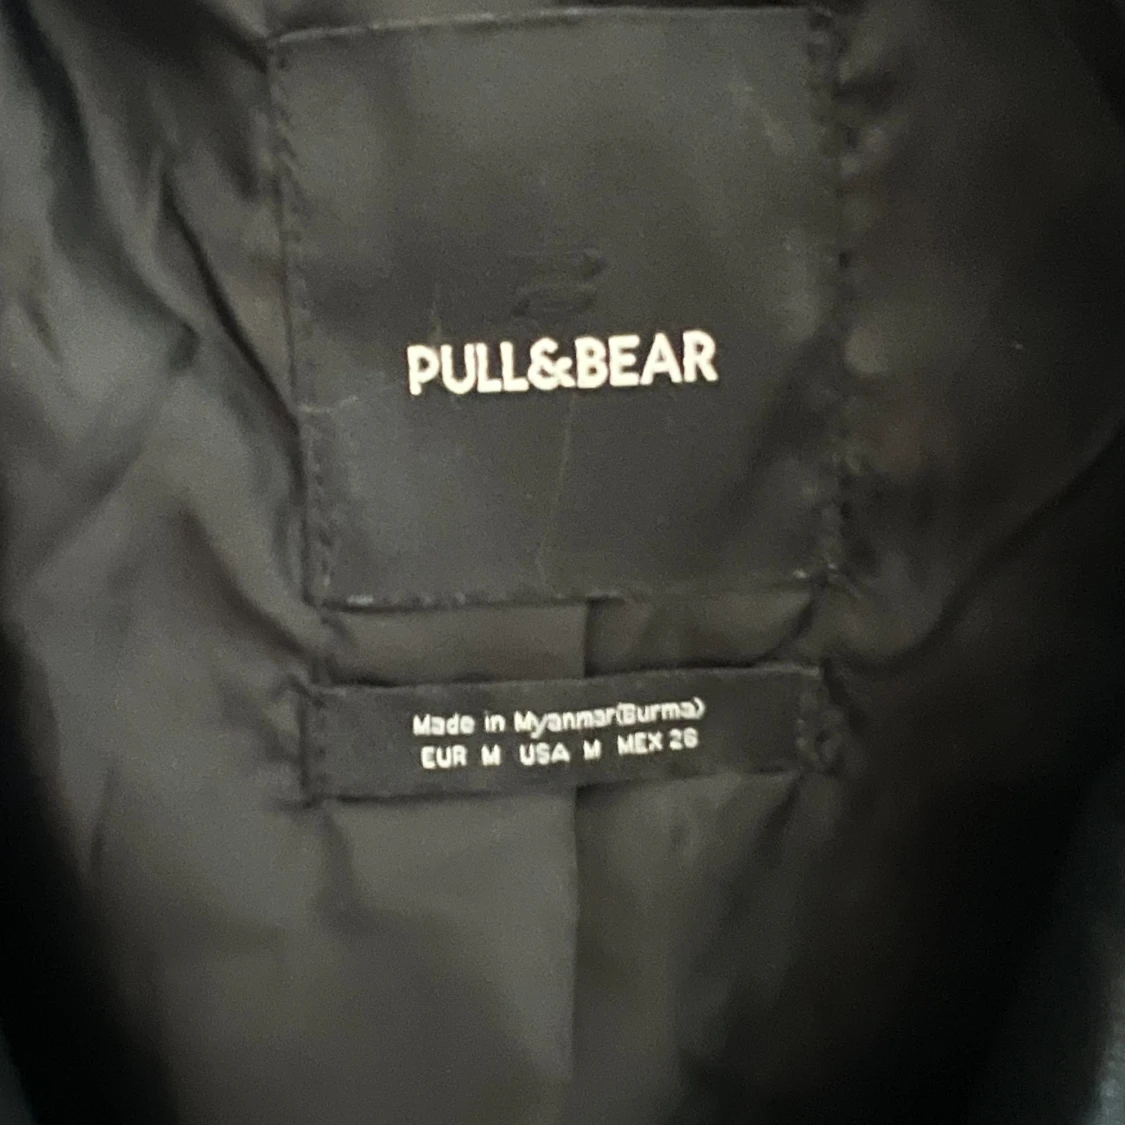 PULL&BEAR
Made in Myanmar(Burma)
EUR M USA M MEX 26